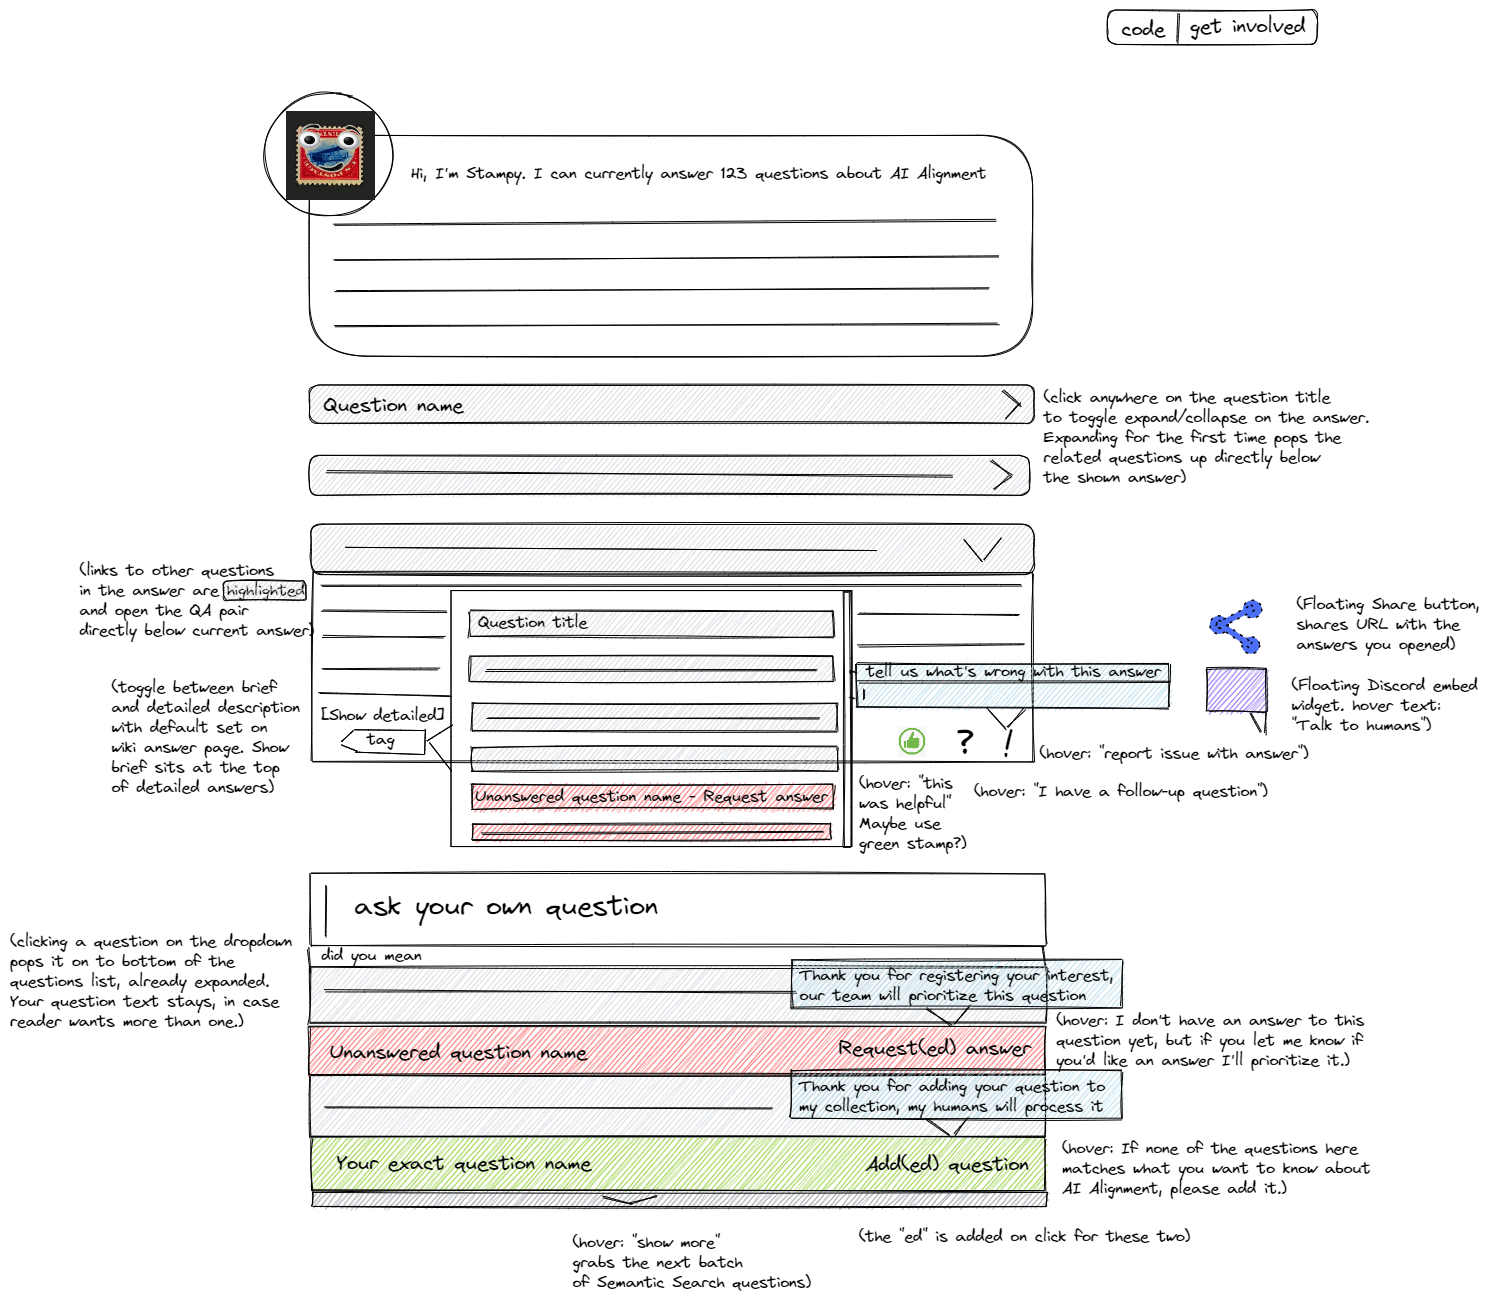 code | get involved
Hi, I'm Stampy. I can currently answer 123 questions about AI Alignment
Question name
(click anywhere on the question title
to toggle expand/collapse on the answer.
Expanding for the first time pops the
related questions up directly below
the shown answer)
(links to other questions
in the answer are highlighted
and open the QA pair
directly below current answer)
Question title
(Floating Share button,
shares URL with the
answers you opened)
tell us what's wrong with this answer
(toggle between brief
and detailed description
with default set on
wiki answer page. Show
brief sits at the top
of detailed answers)
(Floating Discord embed
widget. hover text:
"Talk to humans")
[Show detailed]
tag
? !
(hover: "report issue with answer")
(hover: "this
was helpful"
Maybe use
green stamp?)
(hover: "I have a follow-up question")
Unanswered question name - Request answer
ask your own question
did you mean
(clicking a question on the dropdown
pops it on to bottom of the
questions list, already expanded.
Your question text stays, in case
reader wants more than one.)
Thank you for registering your interest,
our team will prioritize this question
Unanswered question name Request(ed) answer
(hover: I don't have an answer to this
question yet, but if you let me know if
you'd like an answer I'll prioritize it.)
Thank you for adding your question to
my collection, my humans will process it
Your exact question name Add(ed) question
(hover: If none of the questions here
matches what you want to know about
AI Alignment, please add it.)
(the "ed" is added on click for these two)
(hover: "show more"
grabs the next batch
of Semantic Search questions)